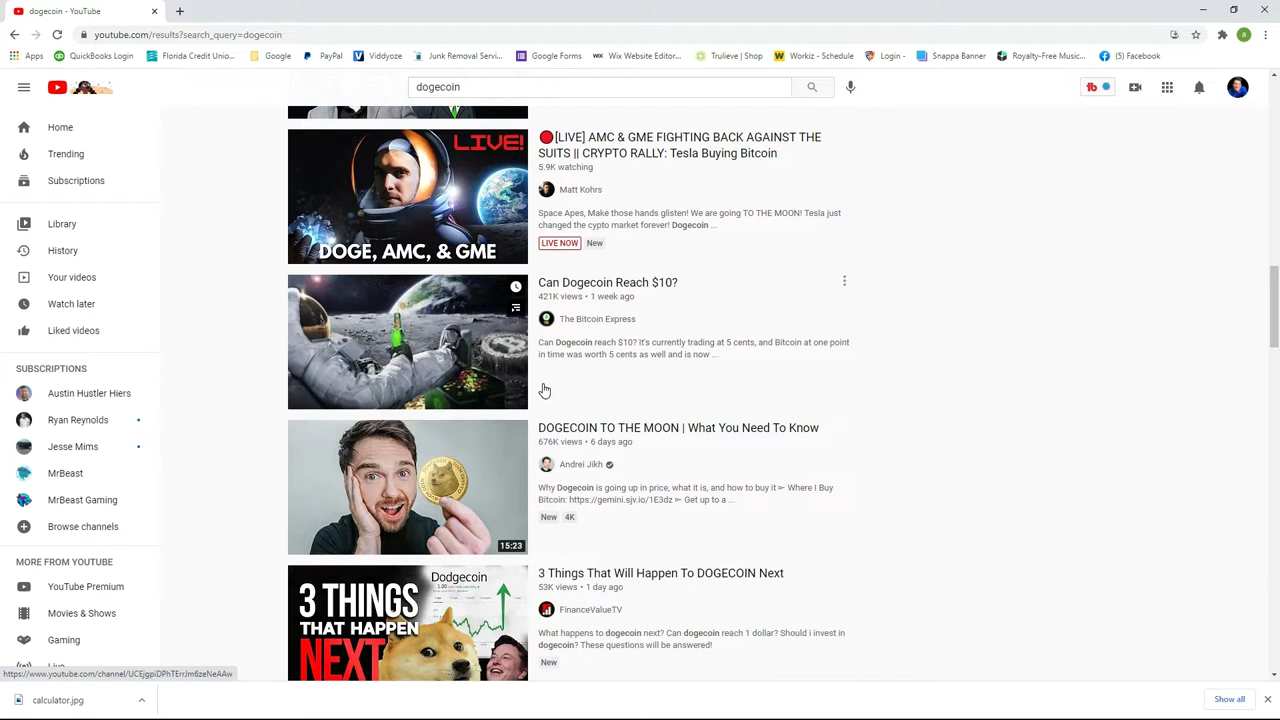 dogecoin - YouTube
youtube.com/results?search_query=dogecoin
Apps
QuickBooks Login
Florida Credit Unio...
Google
PayPal
Viddyoze
Junk Removal Servi...
Google Forms
WIX Wix Website Editor...
Trulieve | Shop
Workiz - Schedule
Login -
Snappa Banner
Royalty-Free Music...
(5) Facebook
dogecoin
tb
a
Home
Trending
Subscriptions
Library
History
Your videos
Watch later
Liked videos
SUBSCRIPTIONS
Austin Hustler Hiers
Ryan Reynolds
Jesse Mims
MrBeast
MrBeast Gaming
Browse channels
MORE FROM YOUTUBE
YouTube Premium
Movies & Shows
Gaming
Live
LIVE!
DOGE, AMC, & GME
[LIVE] AMC & GME FIGHTING BACK AGAINST THE
SUITS || CRYPTO RALLY: Tesla Buying Bitcoin
5.9K watching
Matt Kohrs
Space Apes, Make those hands glisten! We are going TO THE MOON! Tesla just
changed the cypto market forever! Dogecoin ...
LIVE NOW New
Can Dogecoin Reach $10?
421K views • 1 week ago
The Bitcoin Express
Can Dogecoin reach $10? It's currently trading at 5 cents, and Bitcoin at one point
in time was worth 5 cents as well and is now ...
15:23
DOGECOIN TO THE MOON | What You Need To Know
676K views • 6 days ago
Andrei Jikh
Why Dogecoin is going up in price, what it is, and how to buy it ► Where I Buy
Bitcoin: https://gemini.sjv.io/1E3dz ► Get up to a ...
New 4K
Dodgecoin
3 THINGS
THAT HAPPEN
NEXT
3 Things That Will Happen To DOGECOIN Next
53K views • 1 day ago
FinanceValueTV
What happens to dogecoin next? Can dogecoin reach 1 dollar? Should i invest in
dogecoin? These questions will be answered!
New
https://www.youtube.com/channel/UCEjgpiDPhTErrJm6zeNeAAw
calculator.jpg
Show all